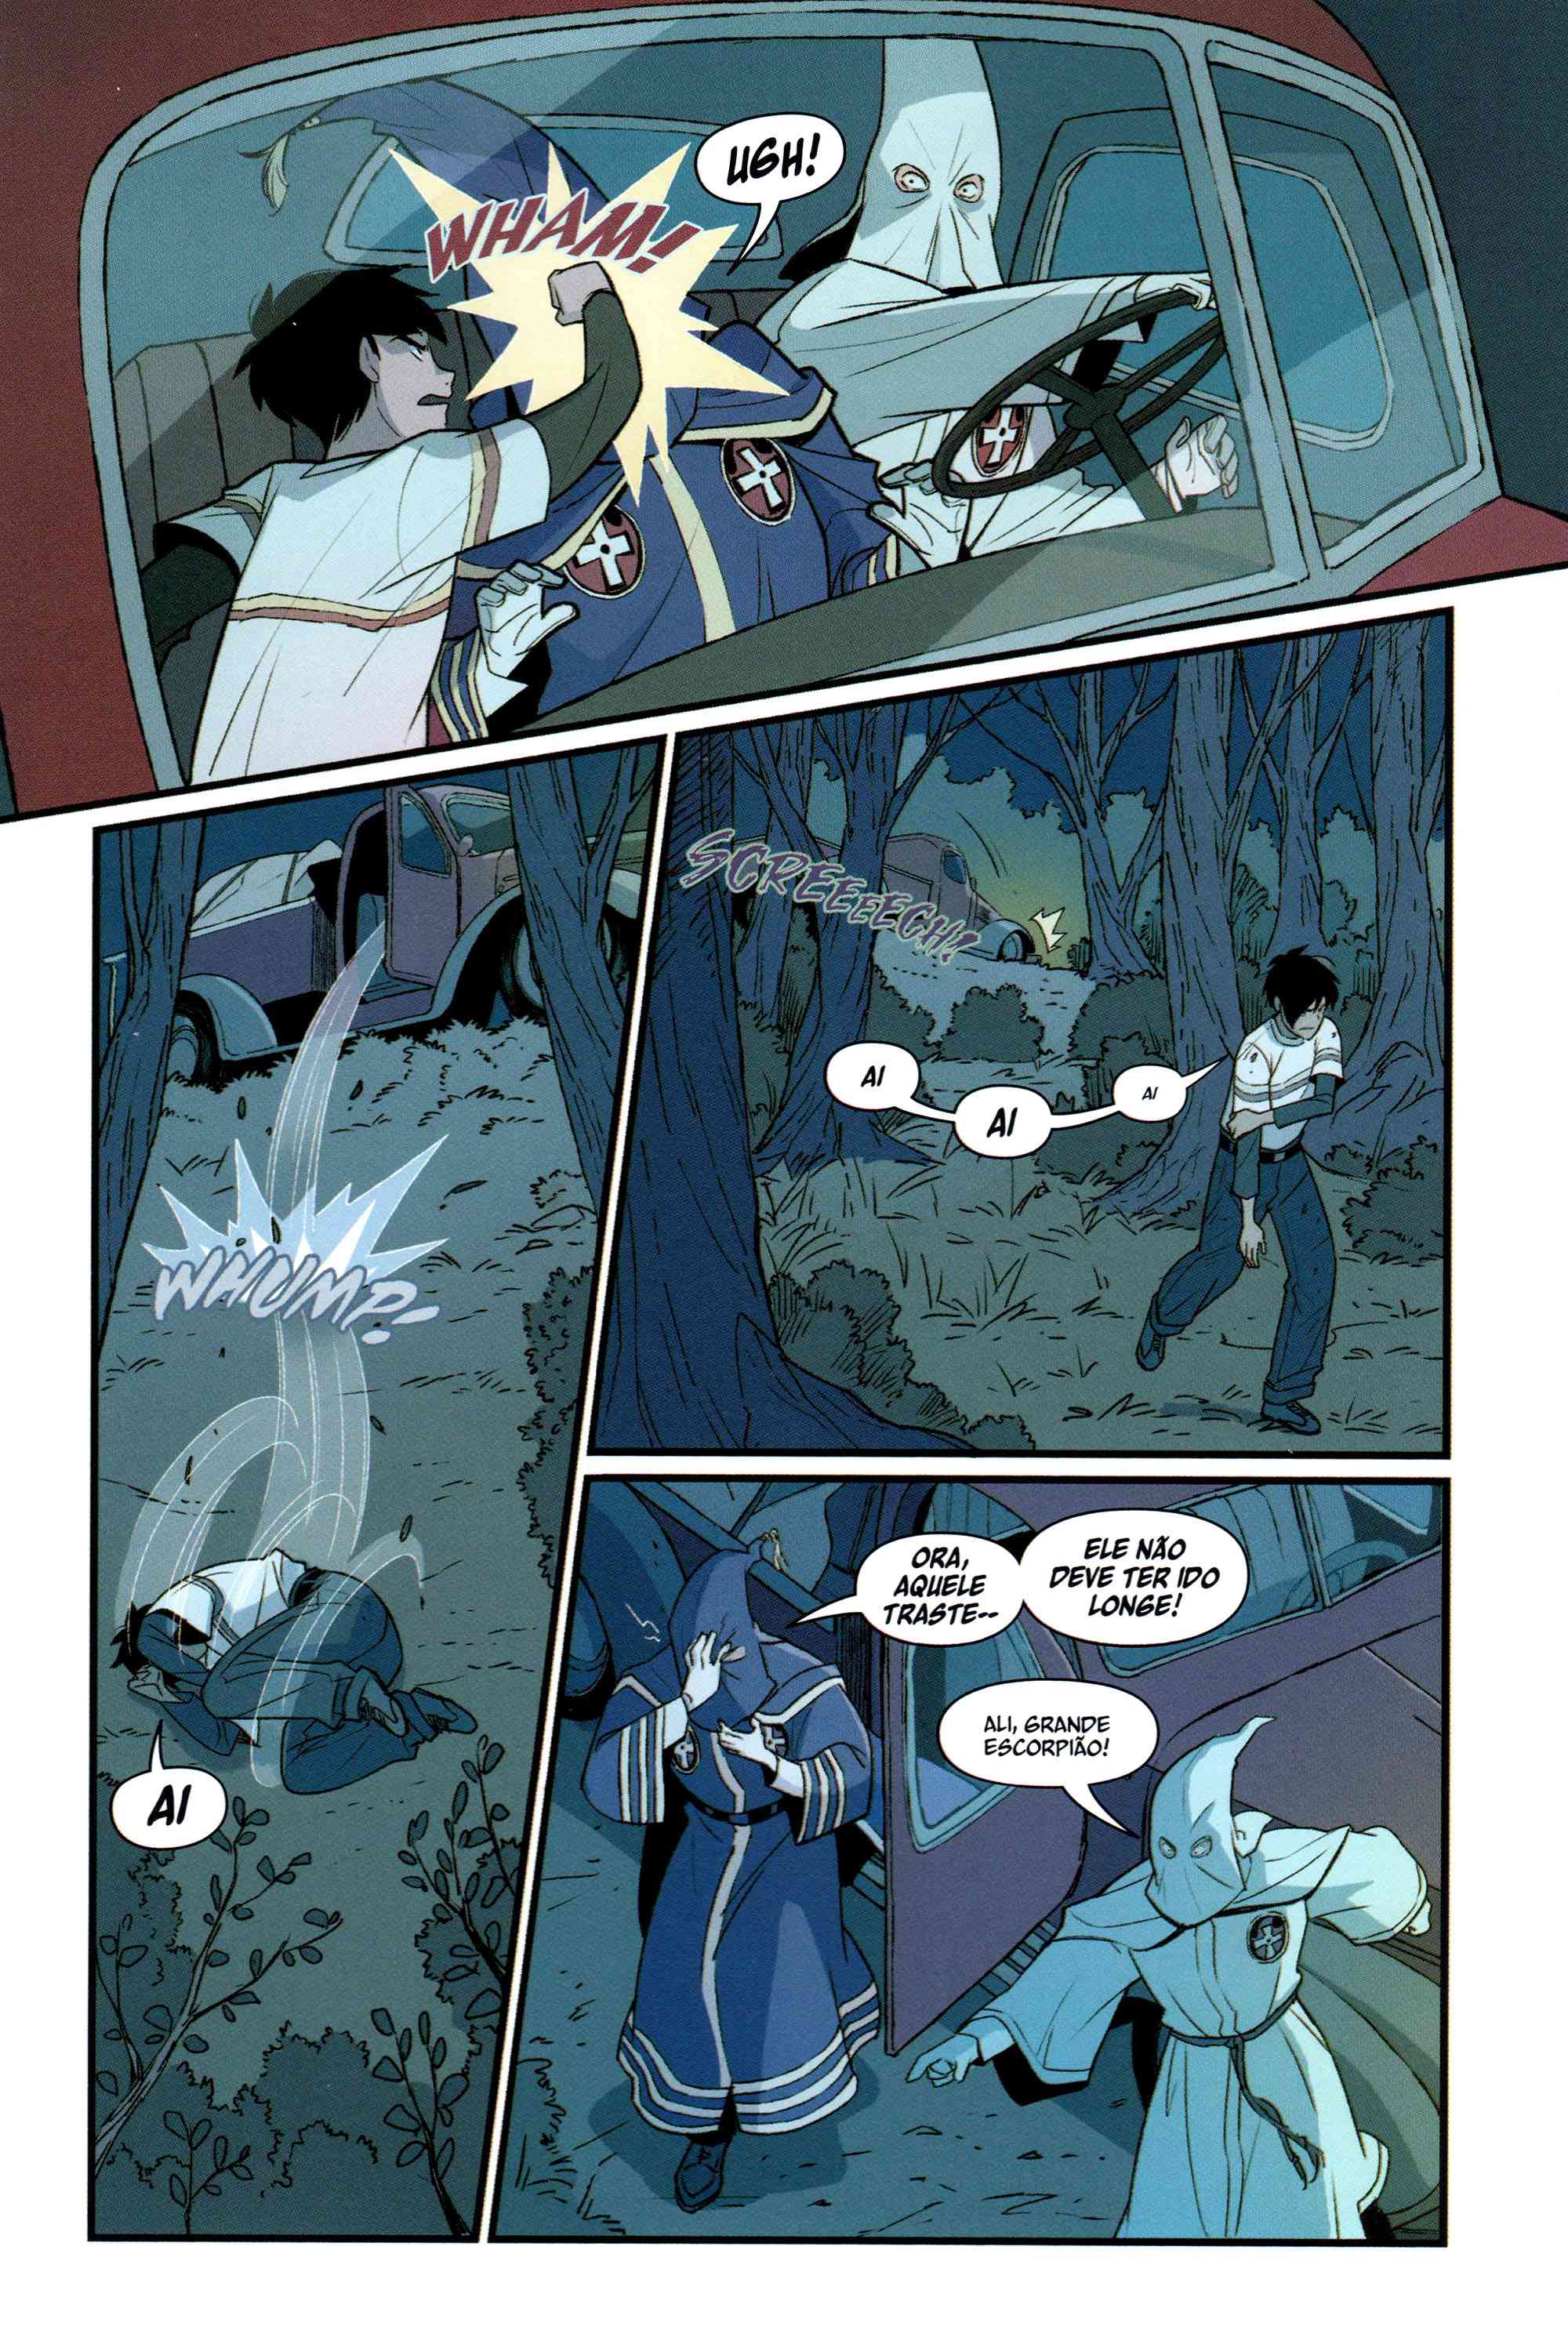 UGH!
WHAM!
WHUMP!
AI
SCREEEEECH!
AI
AI
AI
ORA,
AQUELE
TRASTE--
ELE NÃO
DEVE TER IDO
LONGE!
ALI, GRANDE
ESCORPIÃO!